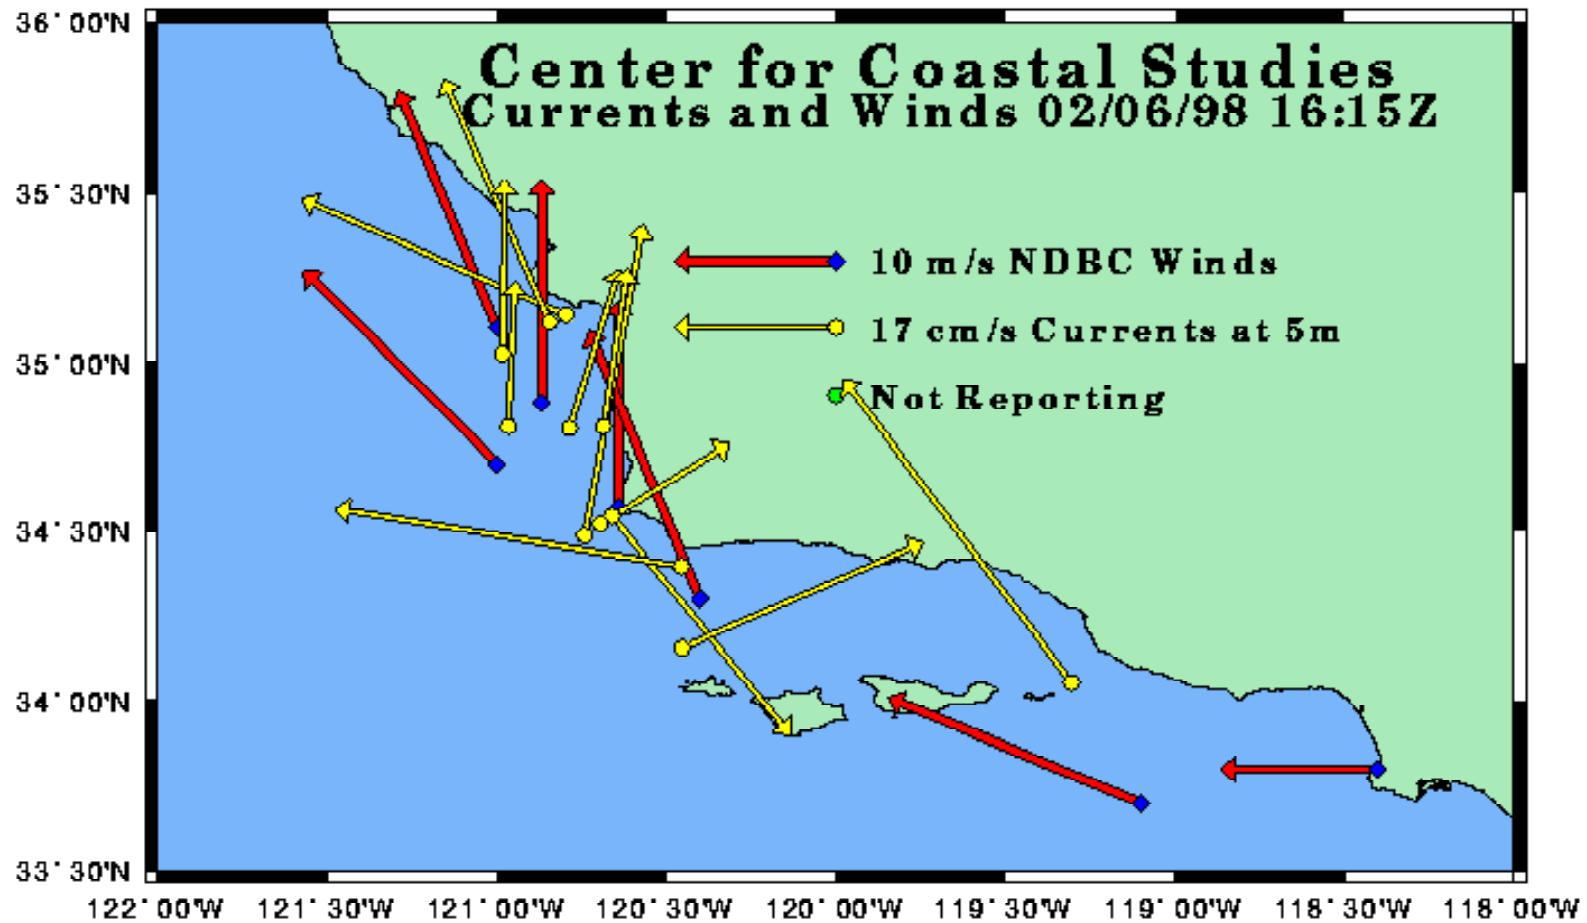 36°00'N
Center for Coastal Studies
Currents and Winds 02/06/98 16:15Z
35°30'N
10 m/s NDBC Winds
17 cm/s Currents at 5m
35°00'N
Not Reporting
34°30'N
34°00'N
33°30'N
122°00'W 121°30'W 121°00'W 120°30'W 120°00'W 119°30'W 119°00'W 118°30'W 118°00'W